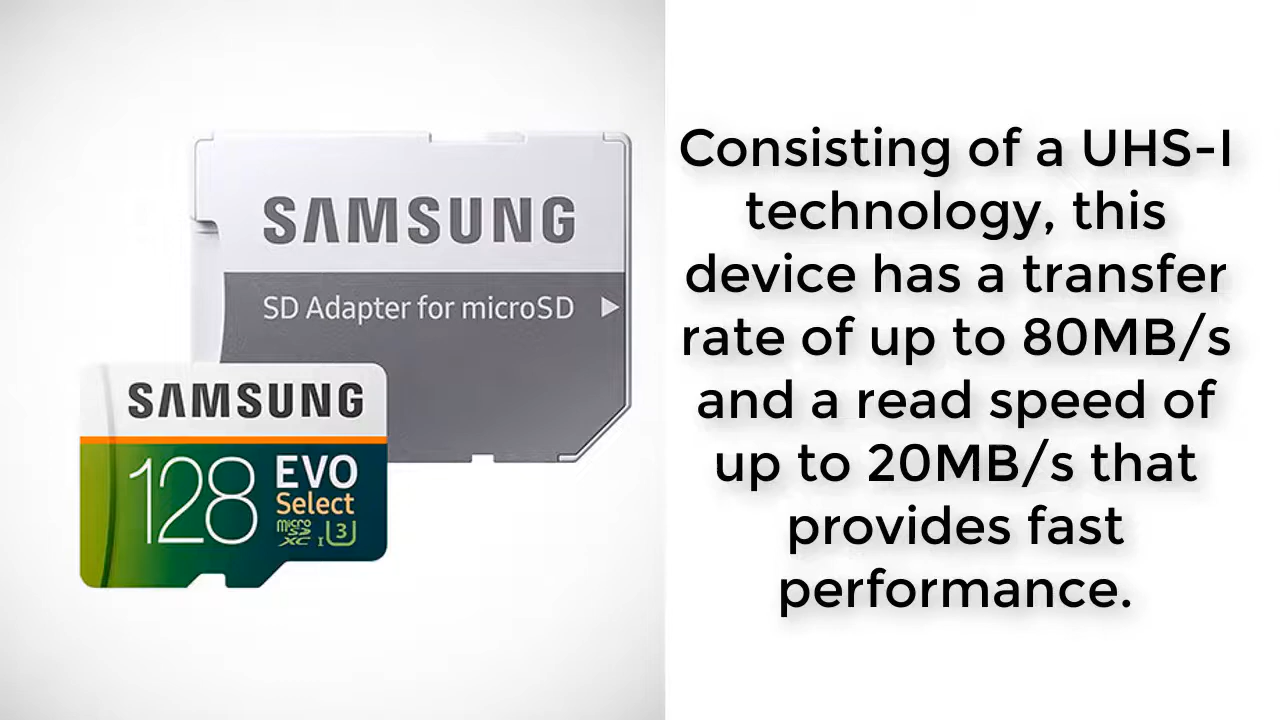 SAMSUNG
SD Adapter for microSD
SAMSUNG
128
EVO
Select
micro
SD
XC I 3
Consisting of a UHS-I
technology, this
device has a transfer
rate of up to 80MB/s
and a read speed of
up to 20MB/s that
provides fast
performance.